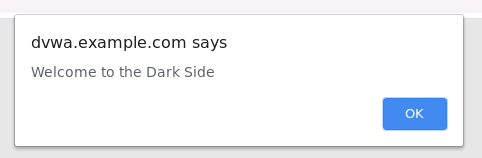 dvwa.example.com says
Welcome to the Dark Side
OK